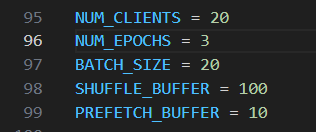 95 NUM_CLIENTS = 20
96 NUM_EPOCHS = 3
97 BATCH_SIZE = 20
98 SHUFFLE_BUFFER = 100
99 PREFETCH_BUFFER = 10